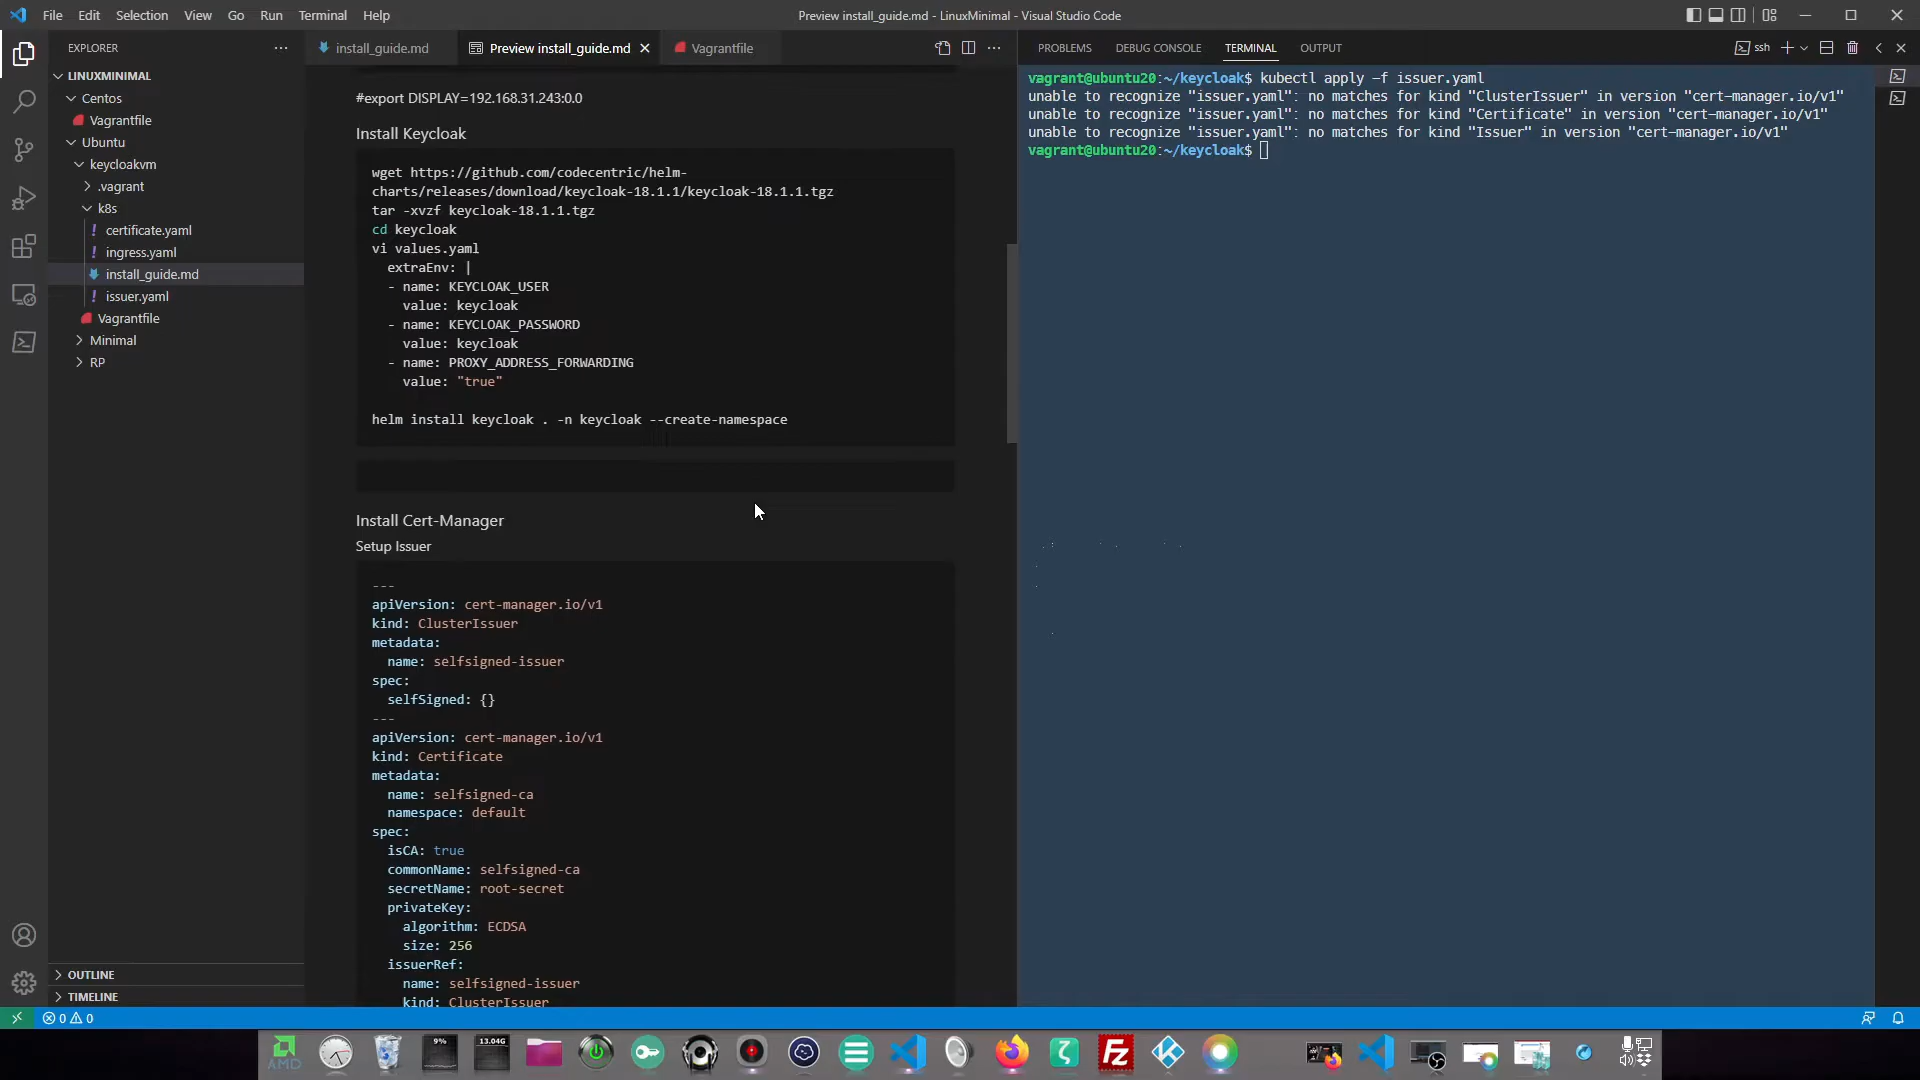 File Edit Selection View Go Run Terminal Help
Preview install_guide.md - LinuxMinimal - Visual Studio Code
EXPLORER
LINUXMINIMAL
Centos
Vagrantfile
Ubuntu
keycloakvm
.vagrant
k8s
certificate.yaml
ingress.yaml
install_guide.md
issuer.yaml
Vagrantfile
Minimal
RP
OUTLINE
TIMELINE
install_guide.md
Preview install_guide.md
Vagrantfile
#export DISPLAY=192.168.31.243:0.0
Install Keycloak
wget https://github.com/codecentric/helm-
charts/releases/download/keycloak-18.1.1/keycloak-18.1.1.tgz
tar -xvzf keycloak-18.1.1.tgz
cd keycloak
vi values.yaml
extraEnv: |
- name: KEYCLOAK_USER
value: keycloak
- name: KEYCLOAK_PASSWORD
value: keycloak
- name: PROXY_ADDRESS_FORWARDING
value: "true"
helm install keycloak . -n keycloak --create-namespace
Install Cert-Manager
Setup Issuer
---
apiVersion: cert-manager.io/v1
kind: ClusterIssuer
metadata:
name: selfsigned-issuer
spec:
selfSigned: {}
---
apiVersion: cert-manager.io/v1
kind: Certificate
metadata:
name: selfsigned-ca
namespace: default
spec:
isCA: true
commonName: selfsigned-ca
secretName: root-secret
privateKey:
algorithm: ECDSA
size: 256
issuerRef:
name: selfsigned-issuer
kind: ClusterIssuer
PROBLEMS DEBUG CONSOLE TERMINAL OUTPUT
ssh
vagrant@ubuntu20:~/keycloak$ kubectl apply -f issuer.yaml
unable to recognize "issuer.yaml": no matches for kind "ClusterIssuer" in version "cert-manager.io/v1"
unable to recognize "issuer.yaml": no matches for kind "Certificate" in version "cert-manager.io/v1"
unable to recognize "issuer.yaml": no matches for kind "Issuer" in version "cert-manager.io/v1"
vagrant@ubuntu20:~/keycloak$
0 0
AMD
9%
13.04G
FZ